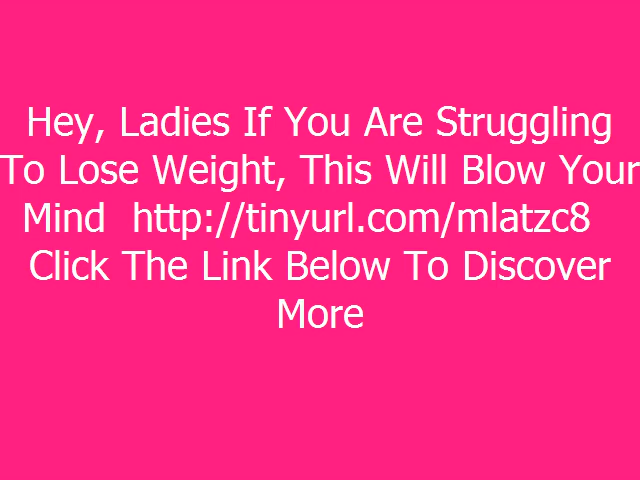 Hey, Ladies If You Are Struggling
To Lose Weight, This Will Blow Your
Mind  http://tinyurl.com/mlatzc8
Click The Link Below To Discover
More